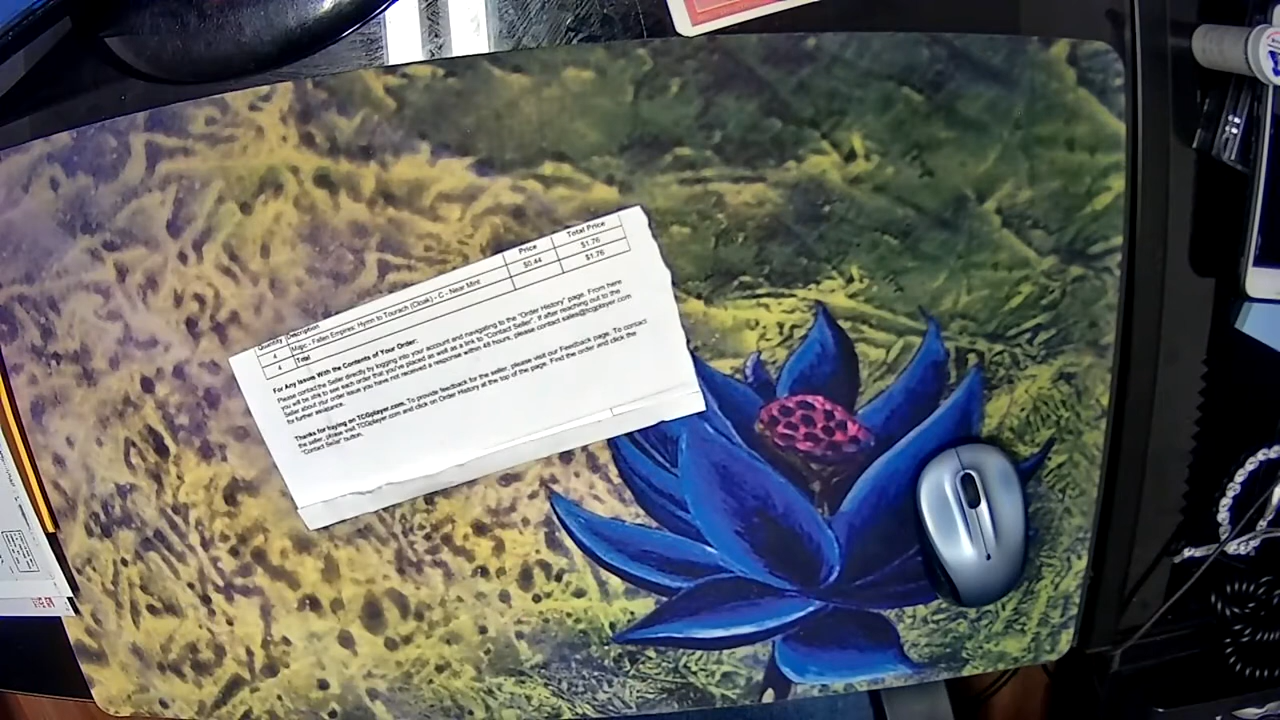 Quantity Description Price Total Price
4 Magic - Fallen Empires: Hymn to Tourach (Cloak) - C - Near Mint $0.44 $1.76
4 Total $1.76
For Any Issues With the Contents of Your Order:
Please contact the Seller directly by logging into your account and navigating to the "Order History" page. From here
you will be able to see each order that you've placed as well as a link to "Contact Seller". If after reaching out to the
Seller about your order issue you have not received a response within 48 hours, please contact sales@tcgplayer.com
for further assistance.
Thanks for buying on TCGplayer.com. To provide feedback for the seller, please visit our Feedback page. To contact
the seller, please visit TCGplayer.com and click on Order History at the top of the page. Find the order and click the
"Contact Seller" button.